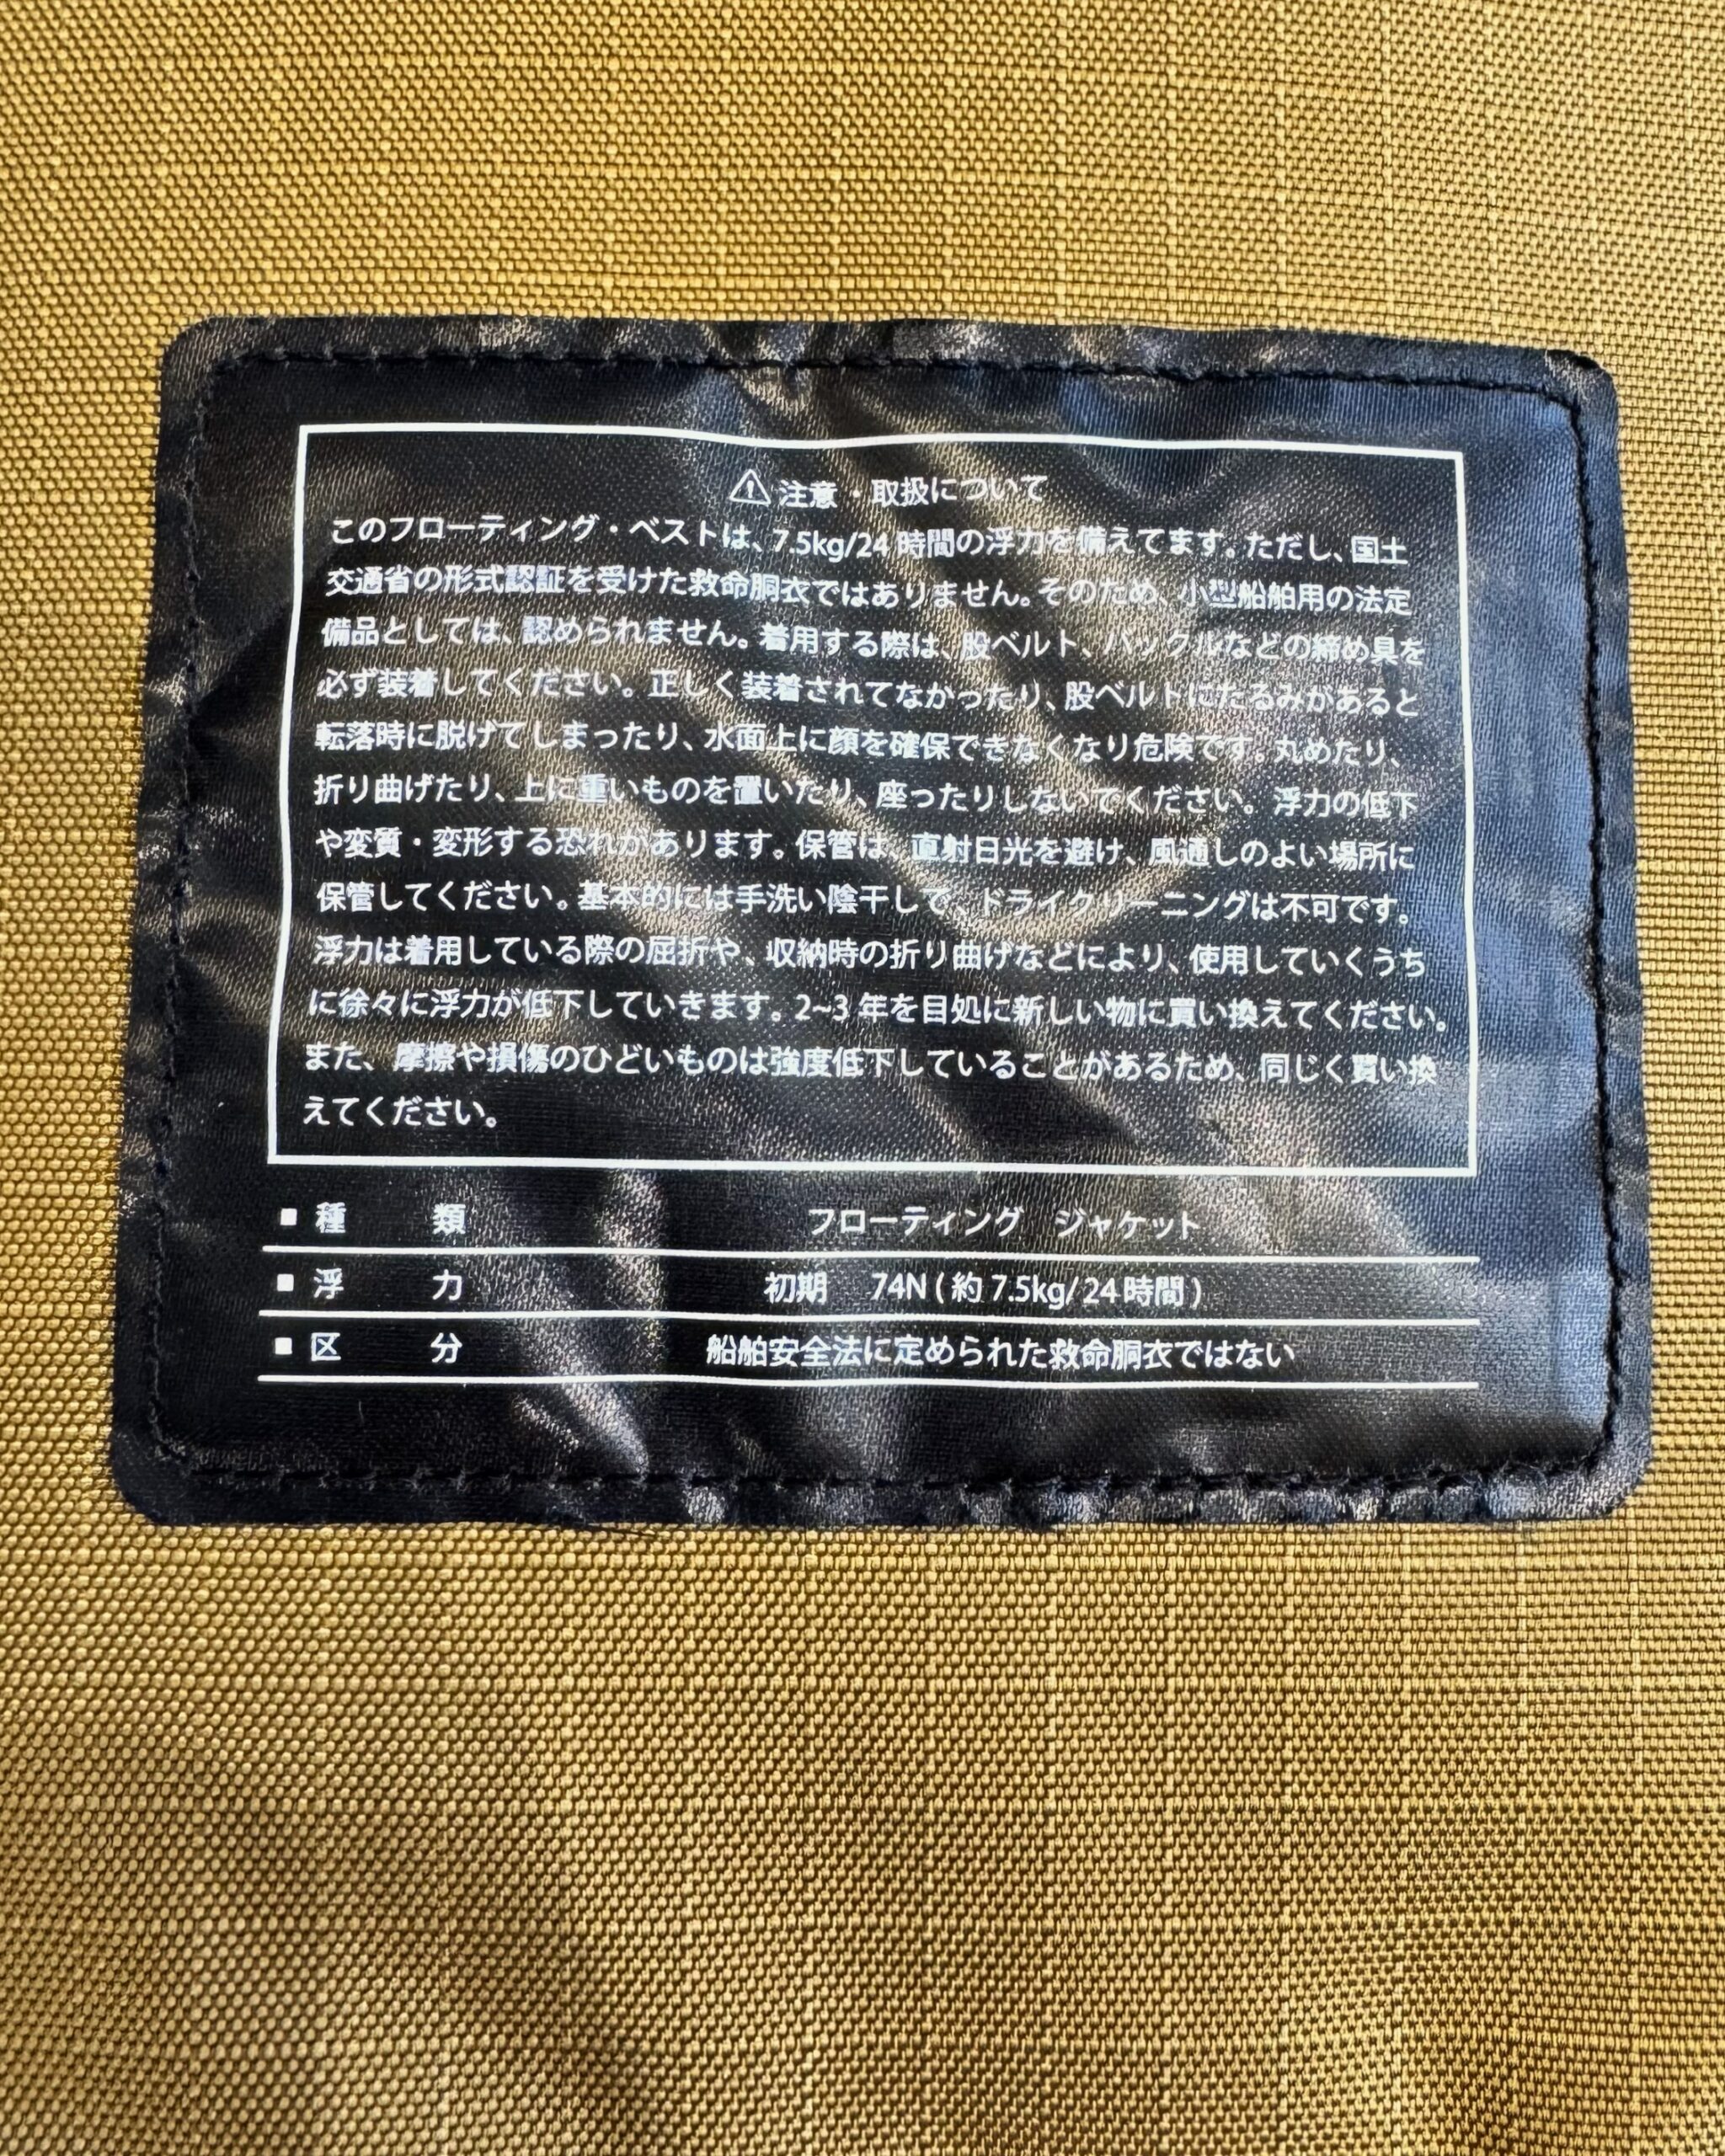 ⚠注意・取扱について
このフローティング・ベストは、7.5kg/24 時間の浮力を備えてます。ただし、国土
交通省の形式認証を受けた救命胴衣ではありません。そのため、小型船舶用の法定
備品としては、認められません。着用する際は、股ベルト、バックルなどの締め具を
必ず装着してください。正しく装着されてなかったり、股ベルトにたるみがあると
転落時に脱げてしまったり、水面上に顔を確保できなくなり危険です。丸めたり、
折り曲げたり、上に重いものを置いたり、座ったりしないでください。浮力の低下
や変質・変形する恐れがあります。保管は、直射日光を避け、風通しのよい場所に
保管してください。基本的には手洗い陰干しで、ドライクリーニングは不可です。
浮力は着用している際の屈折や、収納時の折り曲げなどにより、使用していくうち
に徐々に浮力が低下していきます。2~3 年を目処に新しい物に買い換えてください。
また、摩擦や損傷のひどいものは強度低下していることがあるため、同じく買い換
えてください。
■ 種　類　フローティング　ジャケット
■ 浮　力　初期　74N ( 約 7.5kg/ 24 時間 )
■ 区　分　船舶安全法に定められた救命胴衣ではない